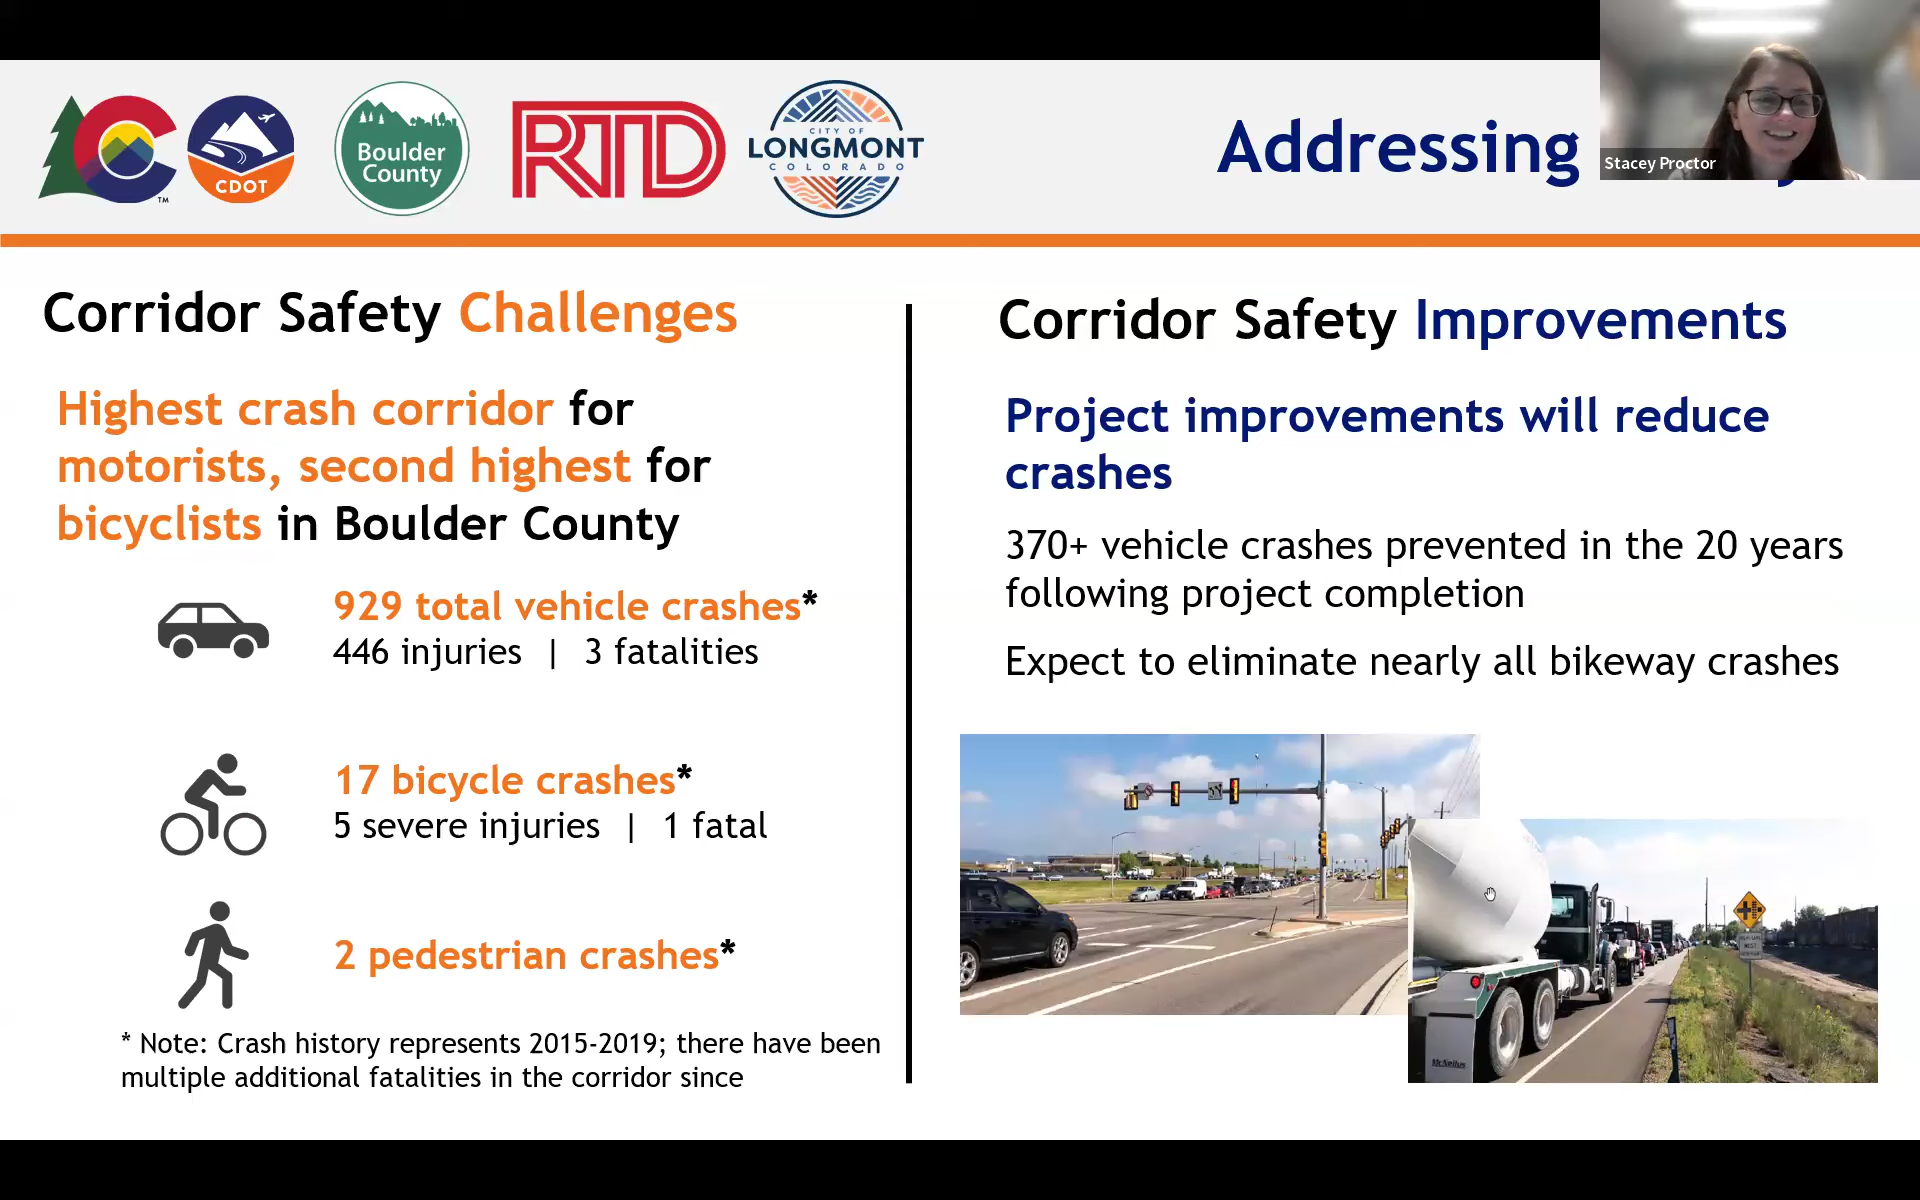 CDOT
TM
Boulder
County
RTD
CITY OF
LONGMONT
COLORADO
Addressing
Stacey Proctor
Corridor Safety Challenges
Highest crash corridor for
motorists, second highest for
bicyclists in Boulder County
929 total vehicle crashes*
446 injuries | 3 fatalities
17 bicycle crashes*
5 severe injuries | 1 fatal
2 pedestrian crashes*
* Note: Crash history represents 2015-2019; there have been
multiple additional fatalities in the corridor since
Corridor Safety Improvements
Project improvements will reduce
crashes
370+ vehicle crashes prevented in the 20 years
following project completion
Expect to eliminate nearly all bikeway crashes
McNeilus